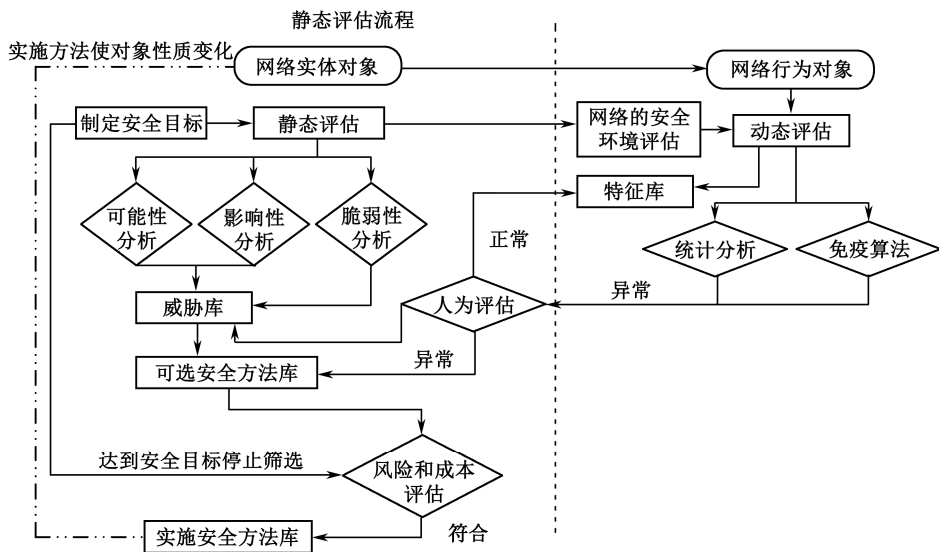 静态评估流程
实施方法使对象性质变化
网络实体对象
网络行为对象
制定安全目标
静态评估
网络的安全
环境评估
动态评估
特征库
可能性
分析
影响性
分析
脆弱性
分析
正常
统计分析
免疫算法
威胁库
人为评估
异常
异常
可选安全方法库
达到安全目标停止筛选
风险和成本
评估
实施安全方法库
符合